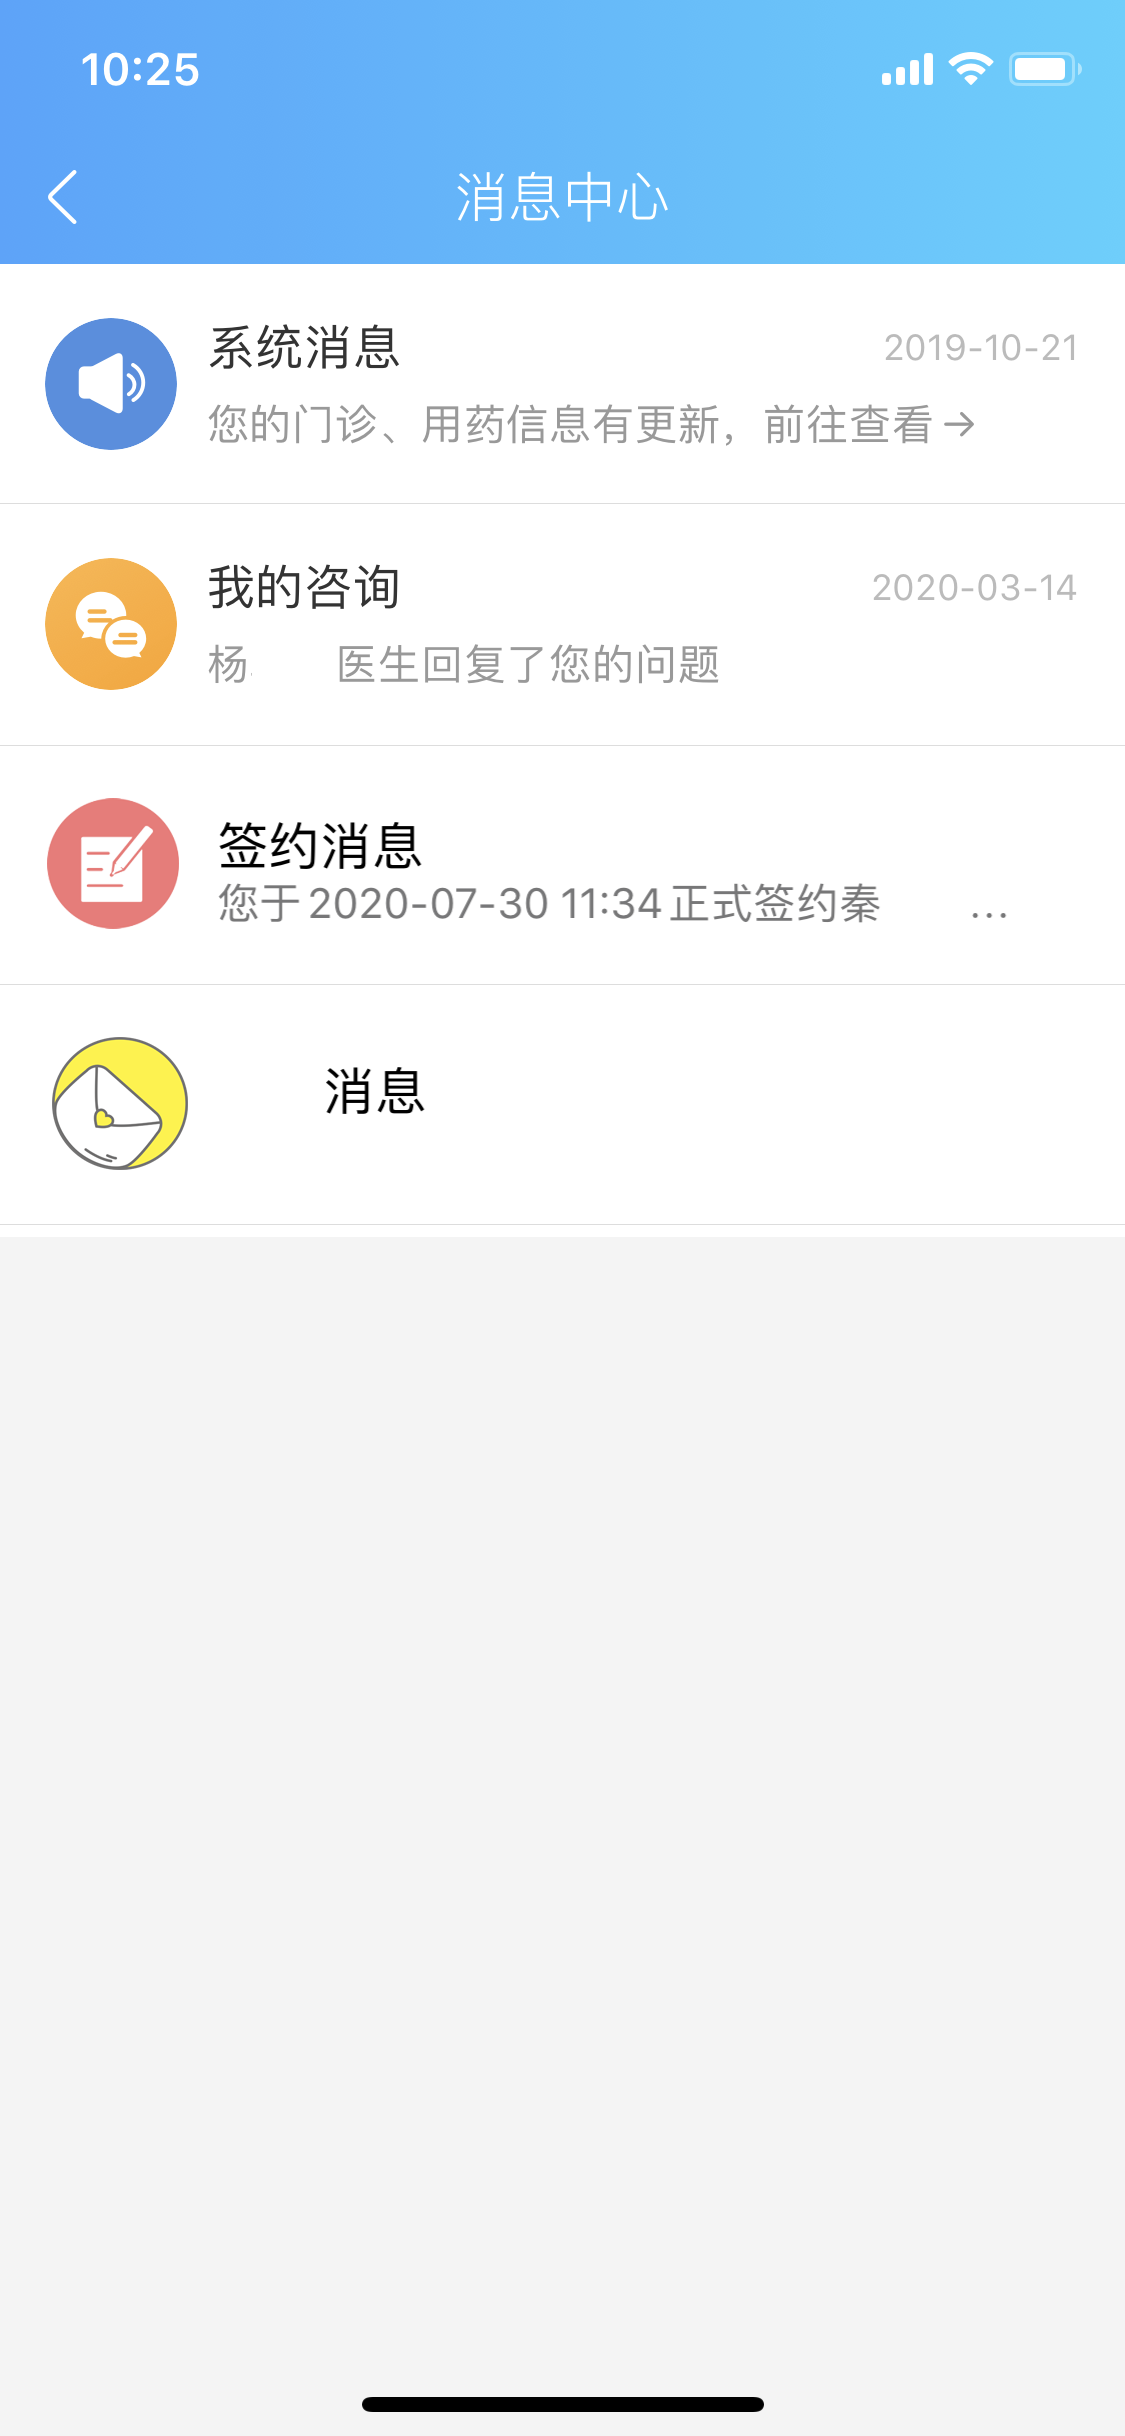 10:25
消息中心
系统消息
2019-10-21
您的门诊、用药信息有更新，前往查看→
我的咨询
2020-03-14
杨 医生回复了您的问题
签约消息
您于2020-07-30 11:34正式签约秦 ...
消息